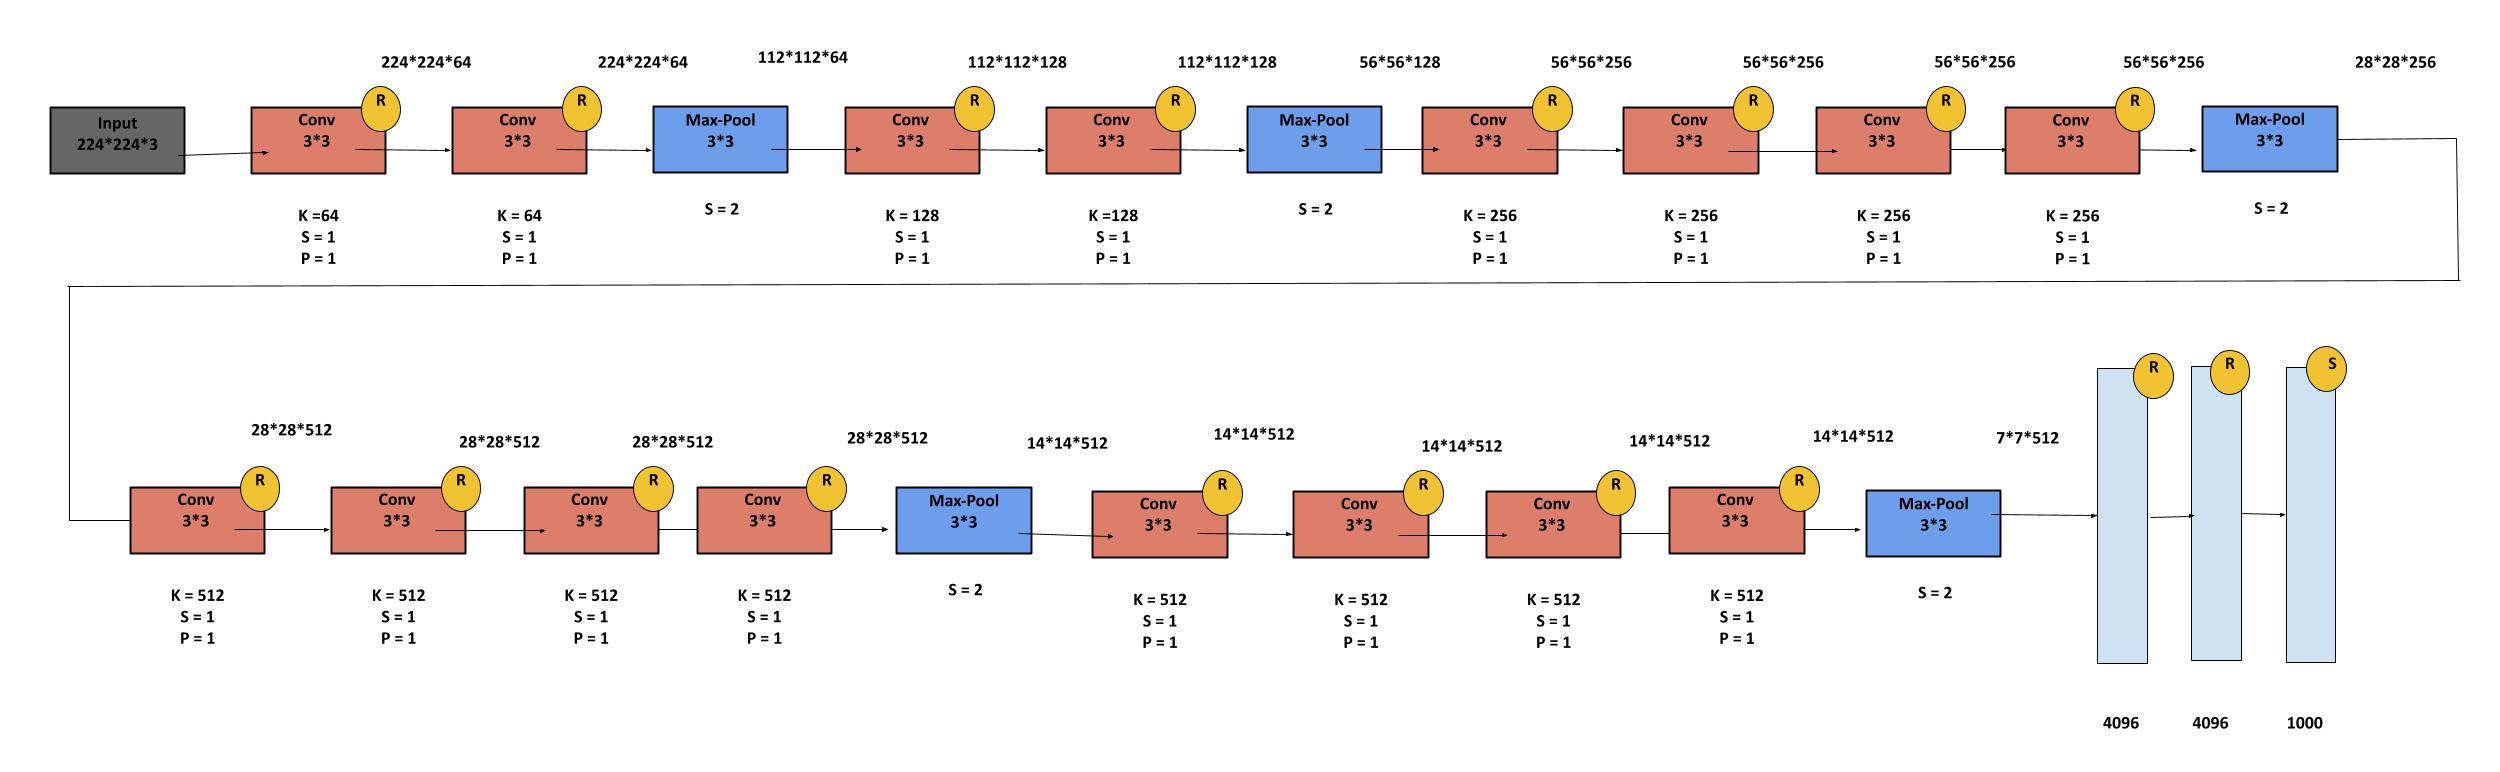 224*224*64
224*224*64
112*112*64
112*112*128
112*112*128
56*56*128
56*56*256
56*56*256
56*56*256
56*56*256
28*28*256
R
R
R
R
R
R
R
R
Input
224*224*3
Conv
3*3
Conv
3*3
Max-Pool
3*3
Conv
3*3
Conv
3*3
Max-Pool
3*3
Conv
3*3
Conv
3*3
Conv
3*3
Conv
3*3
Max-Pool
3*3
K =64
S = 1
P = 1
K = 64
S = 1
P = 1
S = 2
K = 128
S = 1
P = 1
K =128
S = 1
P = 1
S = 2
K = 256
S = 1
P = 1
K = 256
S = 1
P = 1
K = 256
S = 1
P = 1
K = 256
S = 1
P = 1
S = 2
28*28*512
28*28*512
28*28*512
28*28*512
14*14*512
14*14*512
14*14*512
14*14*512
14*14*512
7*7*512
R
R
R
R
R
R
R
R
R
R
S
Conv
3*3
Conv
3*3
Conv
3*3
Conv
3*3
Max-Pool
3*3
Conv
3*3
Conv
3*3
Conv
3*3
Conv
3*3
Max-Pool
3*3
K = 512
S = 1
P = 1
K = 512
S = 1
P = 1
K = 512
S = 1
P = 1
K = 512
S = 1
P = 1
S = 2
K = 512
S = 1
P = 1
K = 512
S = 1
P = 1
K = 512
S = 1
P = 1
K = 512
S = 1
P = 1
S = 2
4096
4096
1000